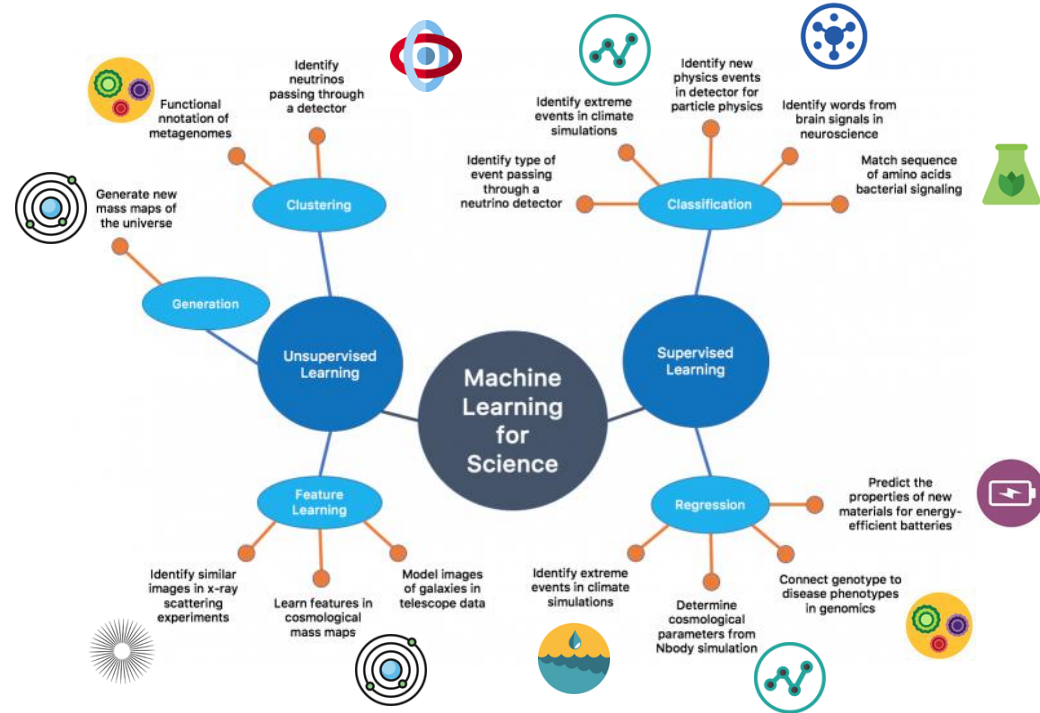 Identify
neutrinos
passing through
a detector
Functional
nnotation of
metagenomes
Generate new
mass maps of
the universe
Clustering
Generation
Unsupervised
Learning
Feature
Learning
Identify similar
images in x-ray
scattering
experiments
Learn features in
cosmological
mass maps
Model images
of galaxies in
telescope data
Machine
Learning
for
Science
Identify new
physics events
in detector for
particle physics
Identify extreme
events in climate
simulations
Identify words from
brain signals in
neuroscience
Identify type of
event passing
through a
neutrino detector
Match sequence
of amino acids
bacterial signaling
Classification
Supervised
Learning
Regression
Predict the
properties of new
materials for energy-
efficient batteries
Identify extreme
events in climate
simulations
Determine
cosmological
parameters from
Nbody simulation
Connect genotype to
disease phenotypes
in genomics